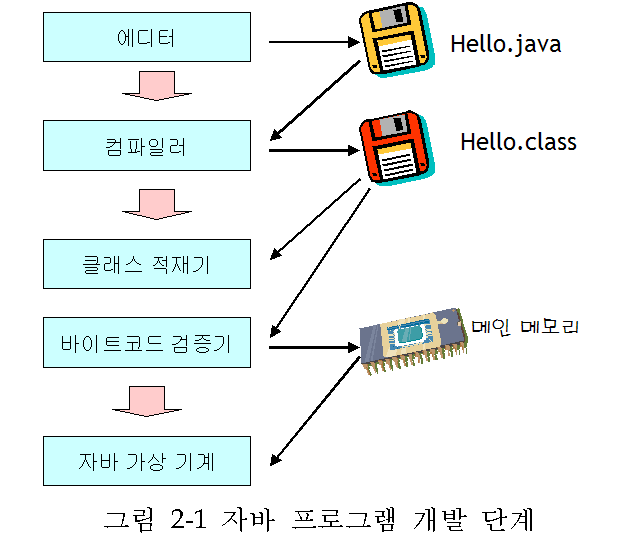 에디터
Hello.java
컴파일러
Hello.class
클래스 적재기
바이트코드 검증기
메인 메모리
자바 가상 기계
그림 2-1 자바 프로그램 개발 단계